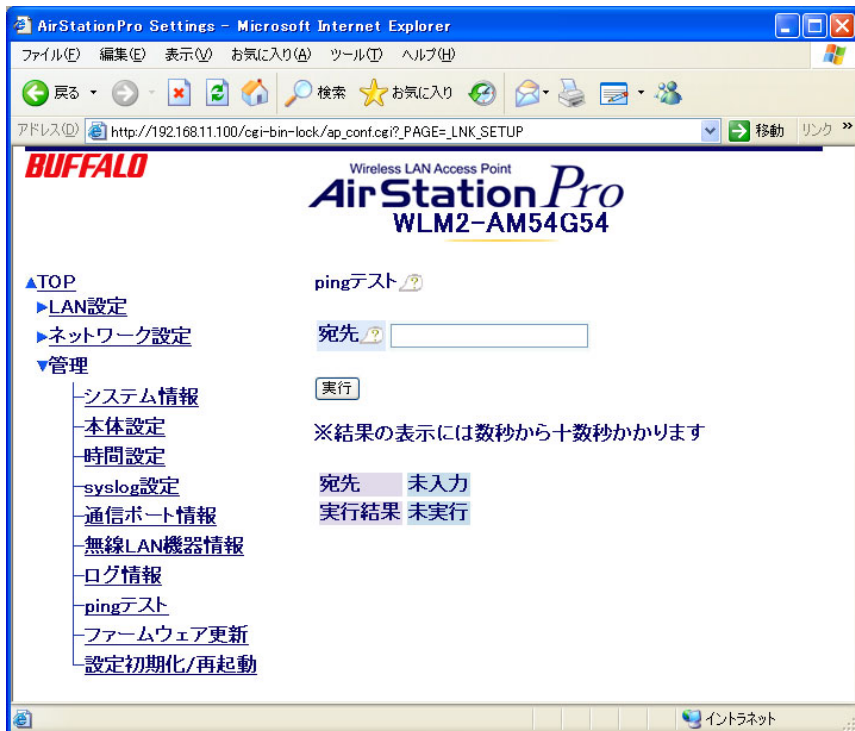 AirStationPro Settings - Microsoft Internet Explorer
ファイル(F) 編集(E) 表示(V) お気に入り(A) ツール(T) ヘルプ(H)
戻る 検索 お気に入り
アドレス(D) http://192.168.11.100/cgi-bin-lock/ap_conf.cgi?_PAGE=_LNK_SETUP 移動 リンク »
BUFFALO
Wireless LAN Access Point
AirStation Pro
WLM2-AM54G54
▲TOP
▶LAN設定
▶ネットワーク設定
▼管理
システム情報
本体設定
時間設定
syslog設定
通信ポート情報
無線LAN機器情報
ログ情報
pingテスト
ファームウェア更新
設定初期化/再起動
pingテスト ?
宛先 ?
実行
※結果の表示には数秒から十数秒かかります
宛先 未入力
実行結果 未実行
イントラネット